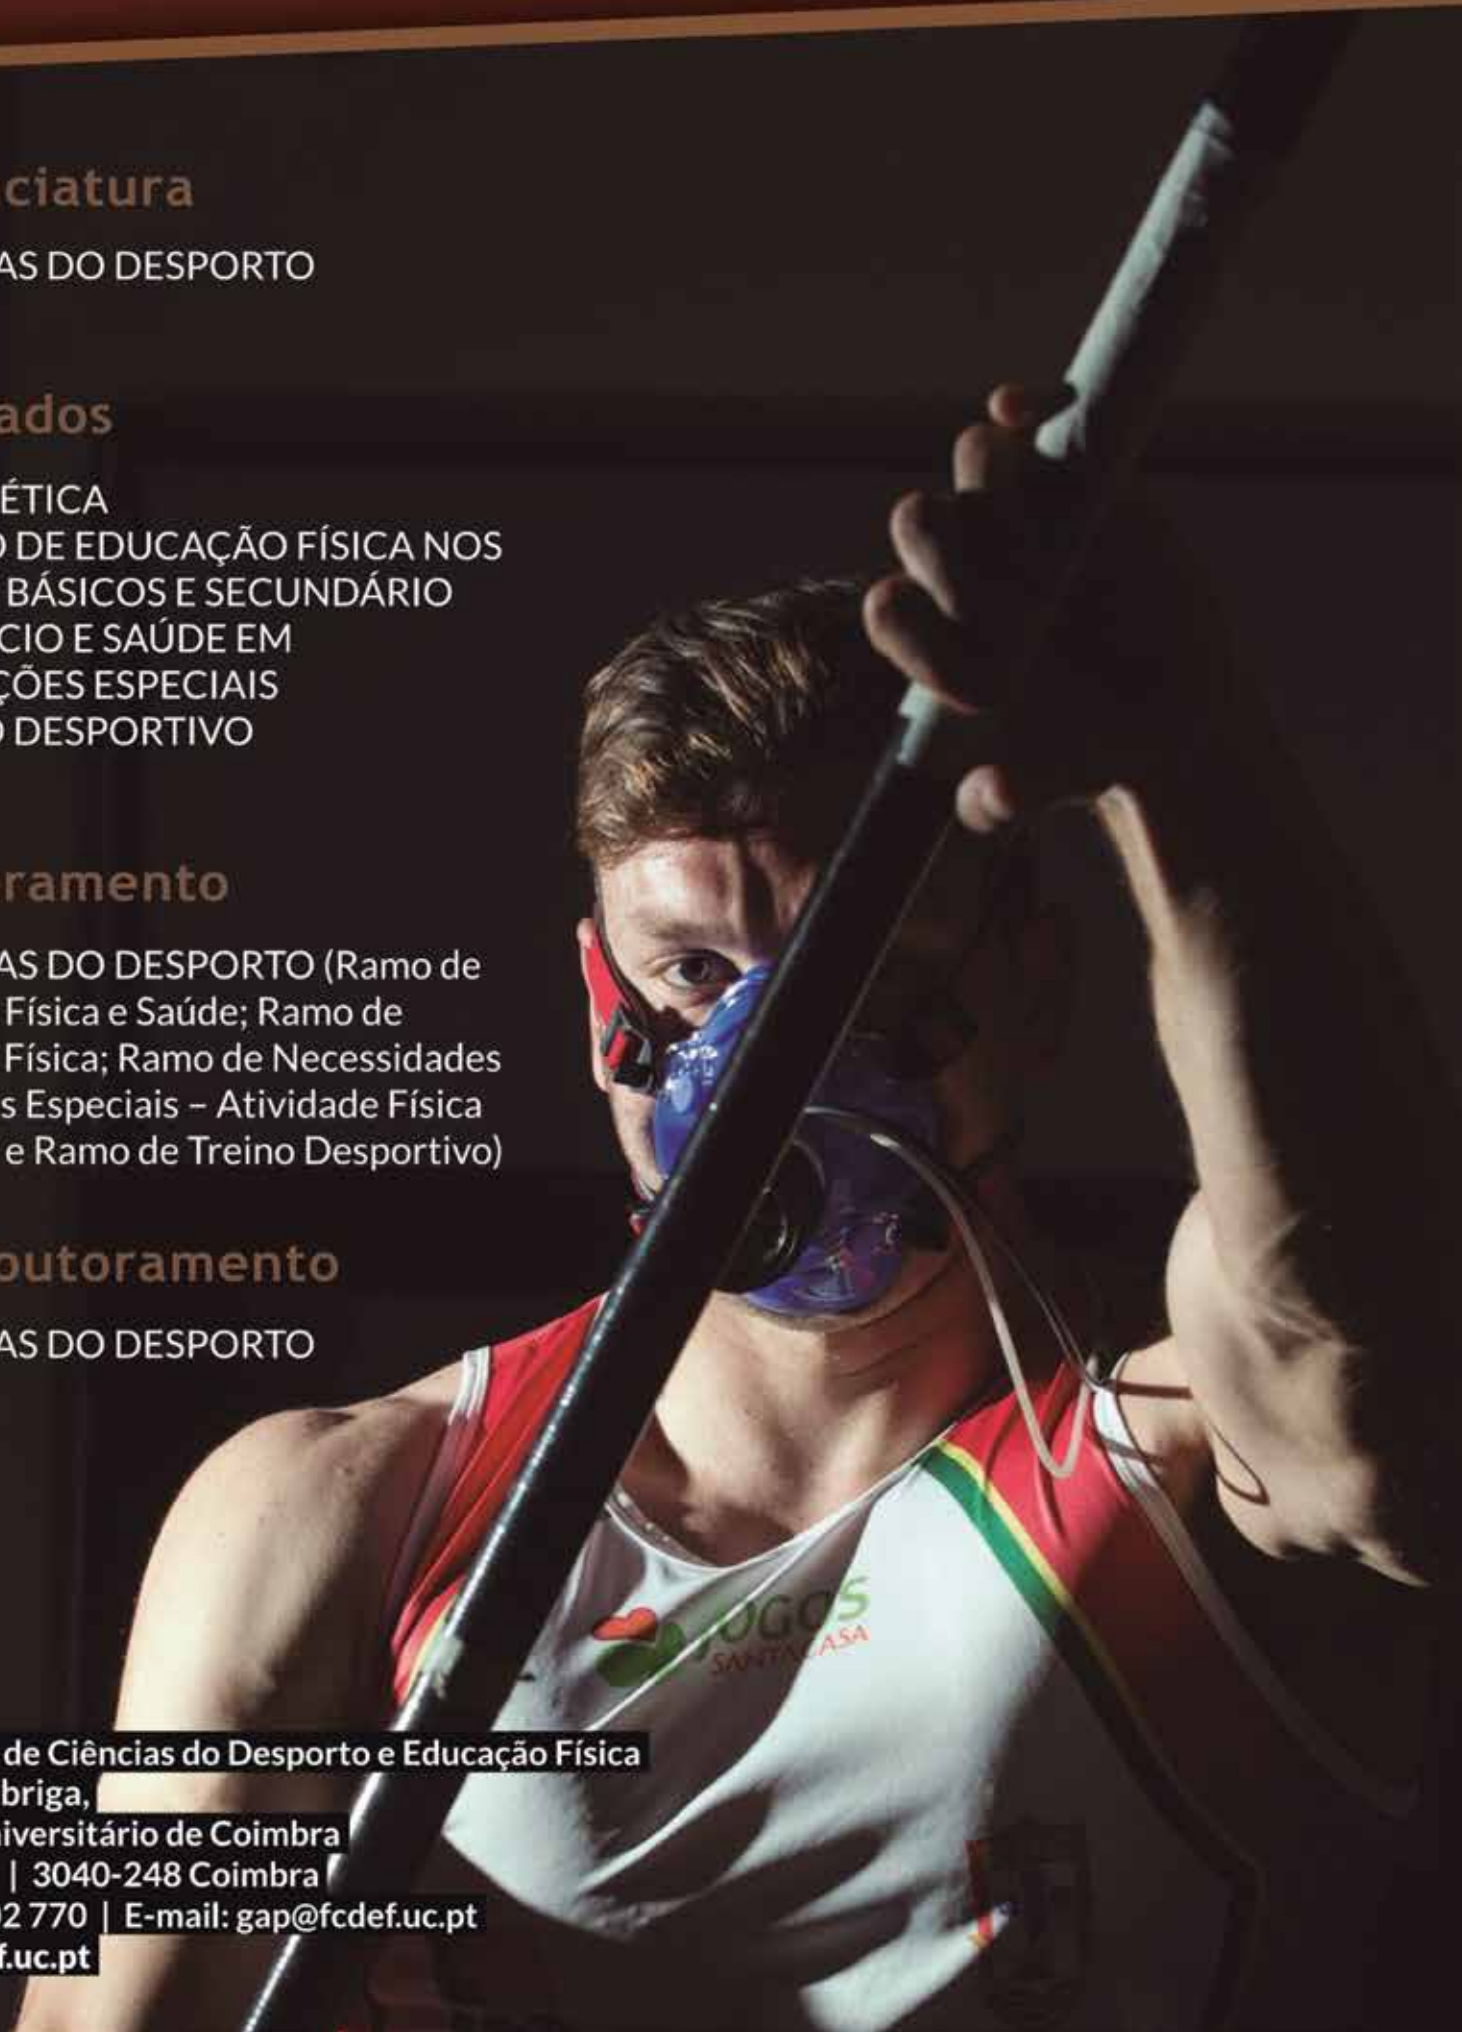 ciatura
AS DO DESPORTO
ados
ÉTICA
O DE EDUCAÇÃO FÍSICA NOS
BÁSICOS E SECUNDÁRIO
CIO E SAÚDE EM
ÇÕES ESPECIAIS
O DESPORTIVO
ramento
AS DO DESPORTO (Ramo de
Física e Saúde; Ramo de
Física; Ramo de Necessidades
s Especiais – Atividade Física
e Ramo de Treino Desportivo)
outoramento
AS DO DESPORTO
JOGOS
SANTA CASA
de Ciências do Desporto e Educação Física
briga,
niversitário de Coimbra
| 3040-248 Coimbra
02 770 | E-mail: gap@fcdef.uc.pt
f.uc.pt